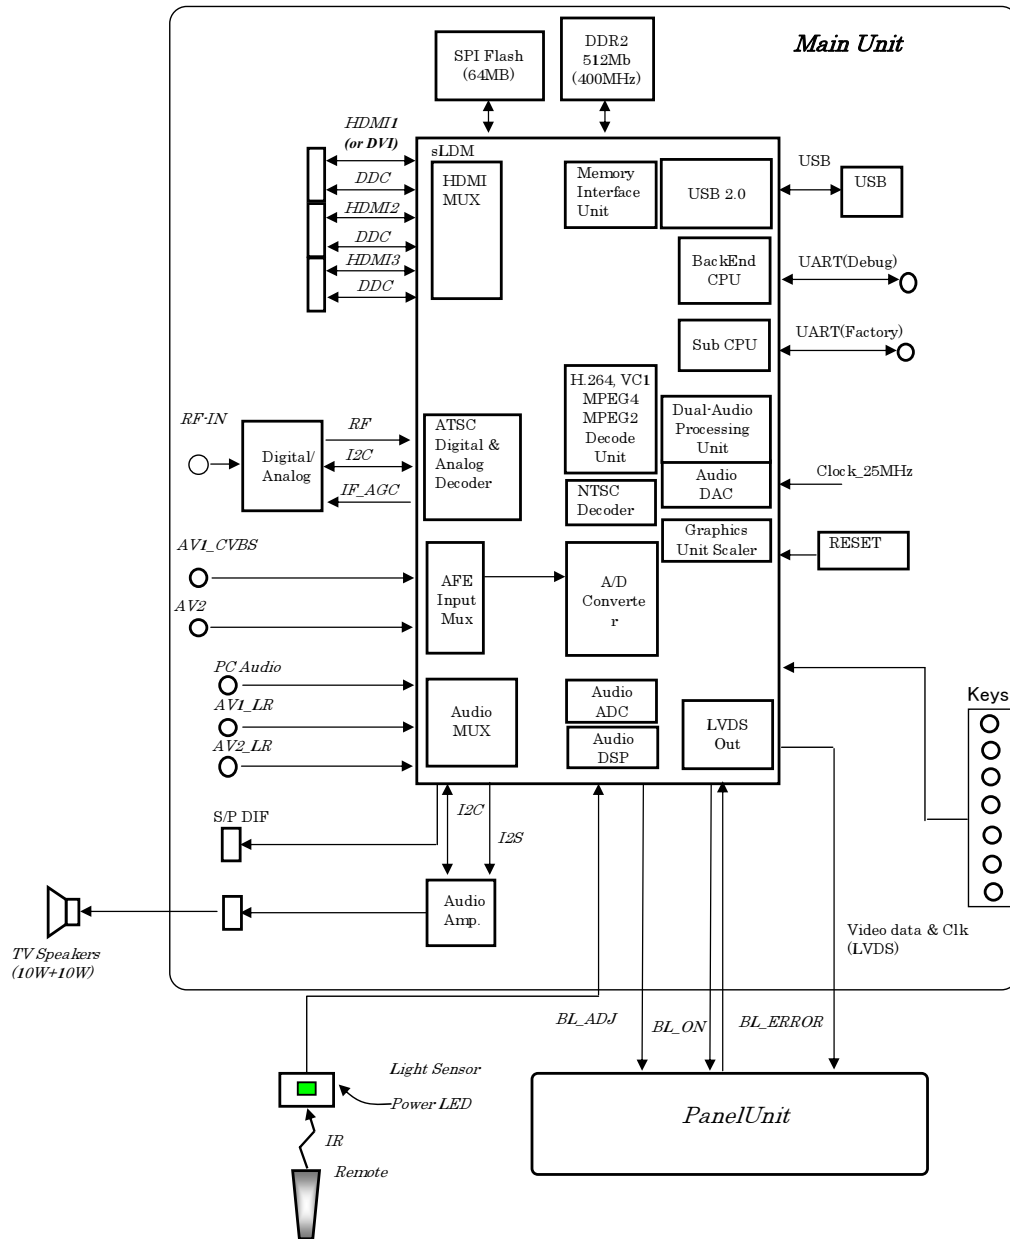 Main Unit
SPI Flash
(64MB)
DDR2
512Mb
(400MHz)
HDMI1
(or DVI)
DDC
HDMI2
DDC
HDMI3
DDC
sLDM
HDMI
MUX
Memory
Interface
Unit
USB 2.0
USB
USB
BackEnd
CPU
UART(Debug)
Sub CPU
UART(Factory)
H.264, VC1
MPEG4
MPEG2
Decode
Unit
Dual-Audio
Processing
Unit
Audio
DAC
Clock_25MHz
RF-IN
Digital/
Analog
RF
I2C
IF_AGC
ATSC
Digital &
Analog
Decoder
NTSC
Decoder
Graphics
Unit Scaler
RESET
AV1_CVBS
AV2
AFE
Input
Mux
A/D
Converte
r
PC Audio
AV1_LR
AV2_LR
Audio
MUX
Audio
ADC
Audio
DSP
LVDS
Out
Keys
S/P DIF
I2C
I2S
Audio
Amp.
TV Speakers
(10W+10W)
Video data & Clk
(LVDS)
BL_ADJ
BL_ON
BL_ERROR
Light Sensor
Power LED
IR
Remote
PanelUnit